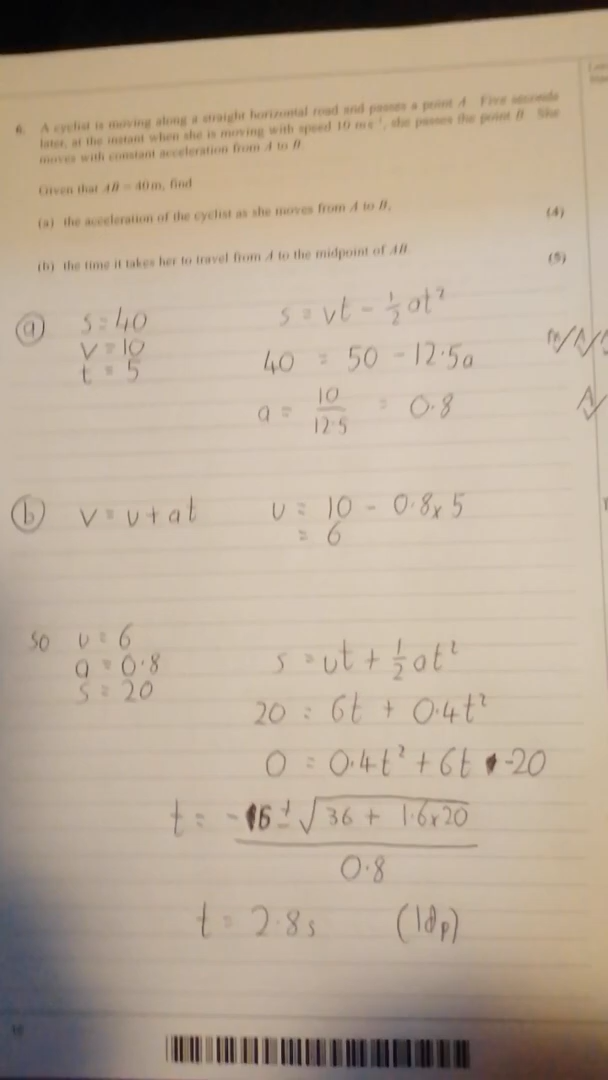 6. A cyclist is moving along a straight horizontal road and passes a point A. Five seconds
later, at the instant when she is moving with speed 10 m s⁻¹, she passes the point B. She
moves with constant acceleration from A to B.
Given that AB = 40 m, find
(a) the acceleration of the cyclist as she moves from A to B,
(4)
(b) the time it takes her to travel from A to the midpoint of AB.
(5)
(a) s = 40 s = vt - ½at²
v = 10 40 = 50 - 12.5a
t = 5
a = 10/12.5 = 0.8
(b) v = u + at u = 10 - 0.8 x 5
= 6
so u = 6
a = 0.8 s = ut + ½at²
s = 20
20 = 6t + 0.4t²
0 = 0.4t² + 6t -20
t = -6 ± √36 + 1.6x20 / 0.8
t = 2.8s (1dp)